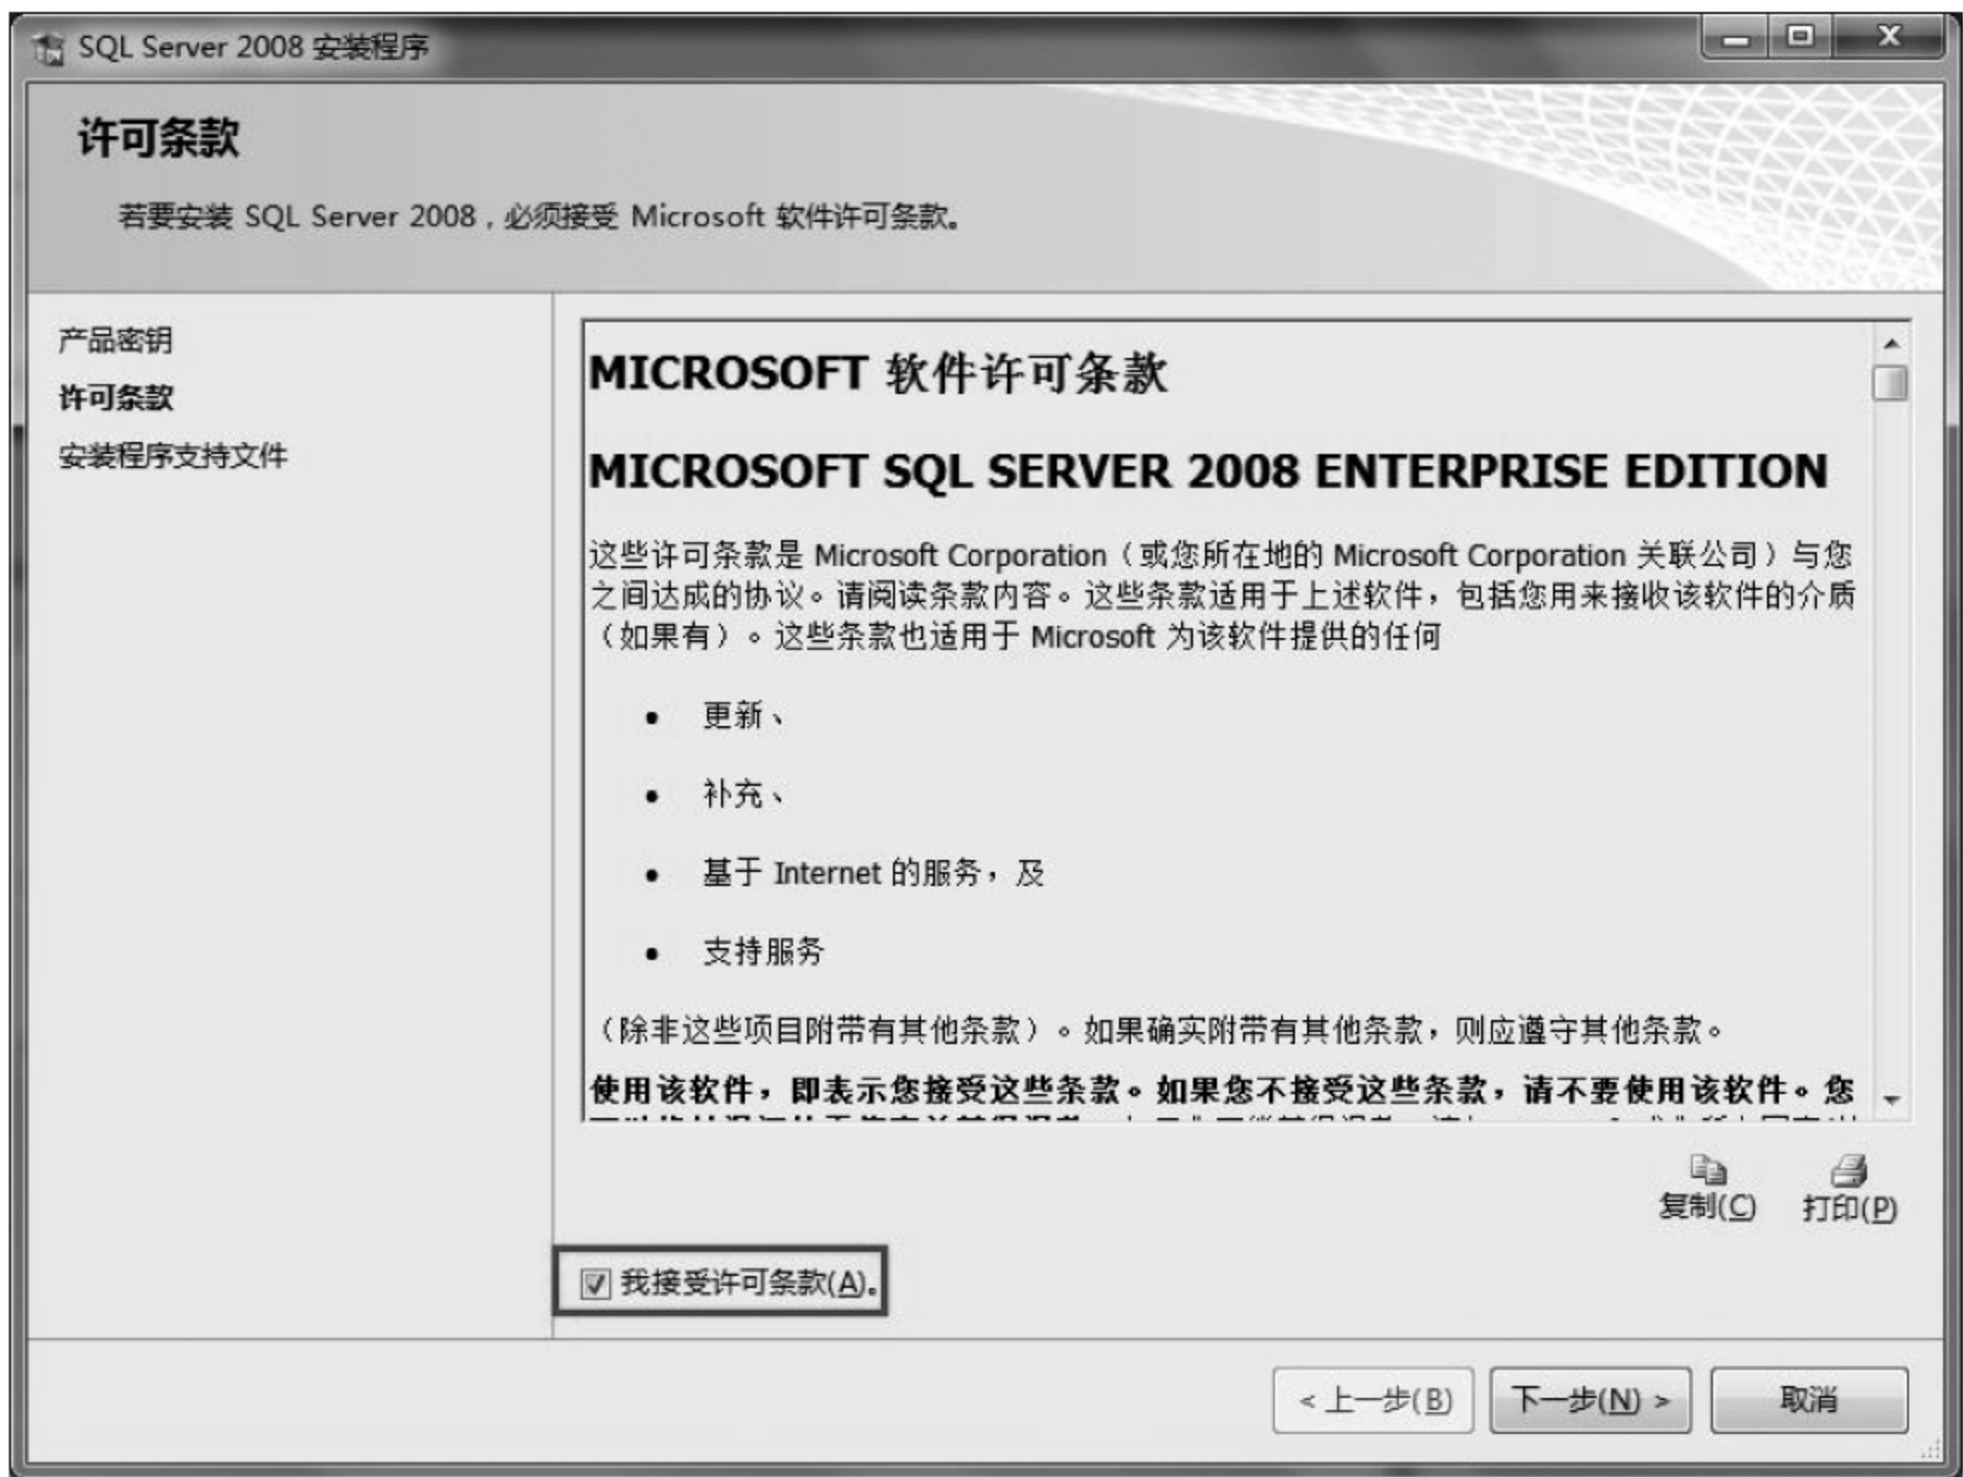 SQL Server 2008 安装程序
许可条款
若要安装 SQL Server 2008，必须接受 Microsoft 软件许可条款。
产品密钥
许可条款
安装程序支持文件
MICROSOFT 软件许可条款
MICROSOFT SQL SERVER 2008 ENTERPRISE EDITION
这些许可条款是 Microsoft Corporation（或您所在地的 Microsoft Corporation 关联公司）与您
之间达成的协议。请阅读条款内容。这些条款适用于上述软件，包括您用来接收该软件的介质
（如果有）。这些条款也适用于 Microsoft 为该软件提供的任何
• 更新、
• 补充、
• 基于 Internet 的服务，及
• 支持服务
（除非这些项目附带有其他条款）。如果确实附带有其他条款，则应遵守其他条款。
使用该软件，即表示您接受这些条款。如果您不接受这些条款，请不要使用该软件。您
复制(C)
打印(P)
我接受许可条款(A)。
< 上一步(B)
下一步(N) >
取消